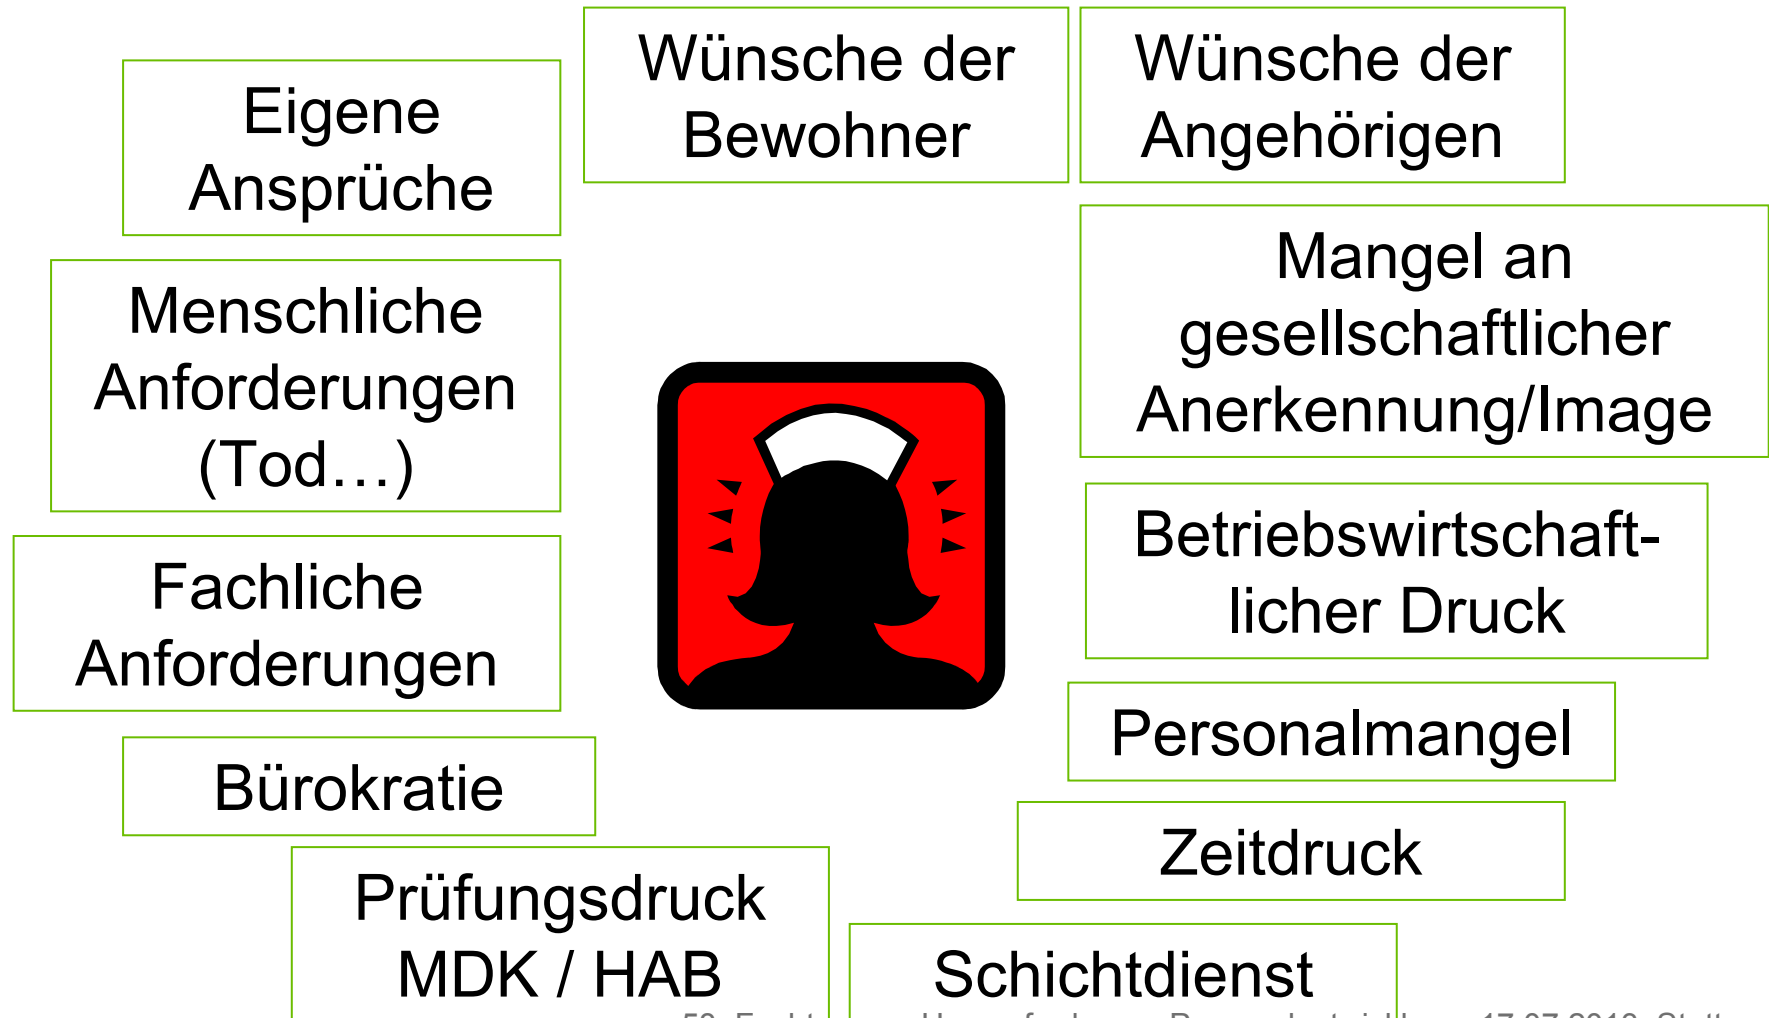 Wünsche der
Bewohner
Wünsche der
Angehörigen
Eigene
Ansprüche
Mangel an
gesellschaftlicher
Anerkennung/Image
Menschliche
Anforderungen
(Tod…)
Betriebswirtschaft-
licher Druck
Fachliche
Anforderungen
Personalmangel
Bürokratie
Zeitdruck
Prüfungsdruck
MDK / HAB
Schichtdienst